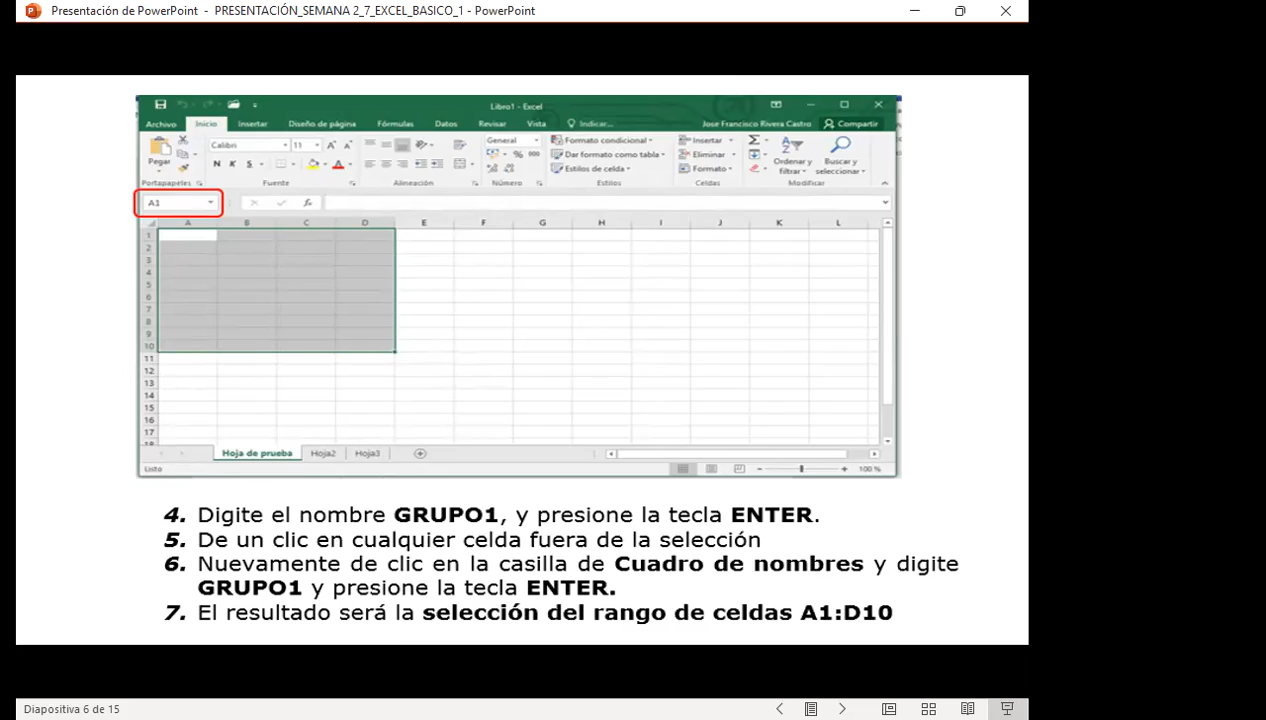 Presentación de PowerPoint - PRESENTACIÓN_SEMANA 2_7_EXCEL_BASICO_1 - PowerPoint
Libro1 - Excel
Archivo Inicio Insertar Diseño de página Fórmulas Datos Revisar Vista Indicar... Jose Francisco Rivera Castro Compartir
Calibri 11 General Formato condicional Insertar
Pegar N K S A % 000 Dar formato como tabla Eliminar Ordenar y Buscar y
Estilos de celda Formato filtrar seleccionar
Portapapeles Fuente Alineación Número Estilos Celdas Modificar
A1 fx
A B C D E F G H I J K L
1
2
3
4
5
6
7
8
9
10
11
12
13
14
15
16
17
18
Hoja de prueba Hoja2 Hoja3
Listo 100 %
4. Digite el nombre GRUPO1, y presione la tecla ENTER.
5. De un clic en cualquier celda fuera de la selección
6. Nuevamente de clic en la casilla de Cuadro de nombres y digite
GRUPO1 y presione la tecla ENTER.
7. El resultado será la selección del rango de celdas A1:D10
Diapositiva 6 de 15